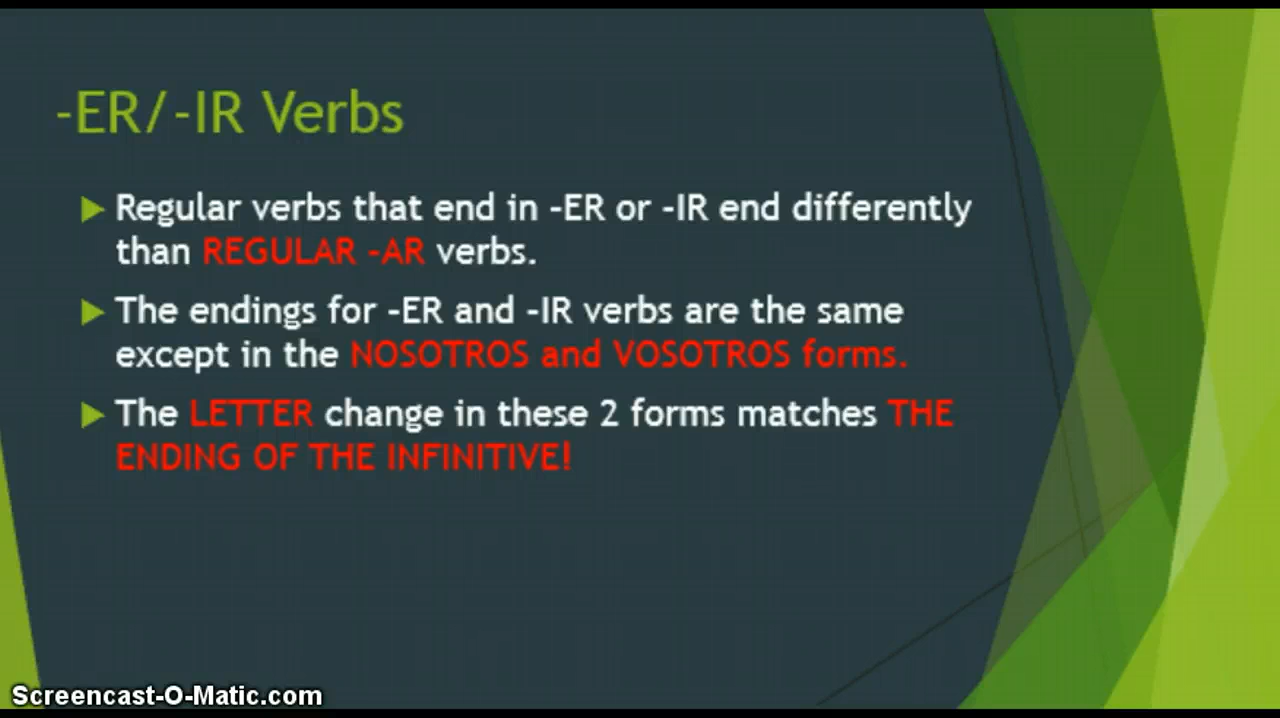 -ER/-IR Verbs
Regular verbs that end in -ER or -IR end differently
than REGULAR -AR verbs.
The endings for -ER and -IR verbs are the same
except in the NOSOTROS and VOSOTROS forms.
The LETTER change in these 2 forms matches THE
ENDING OF THE INFINITIVE!
Screencast-O-Matic.com